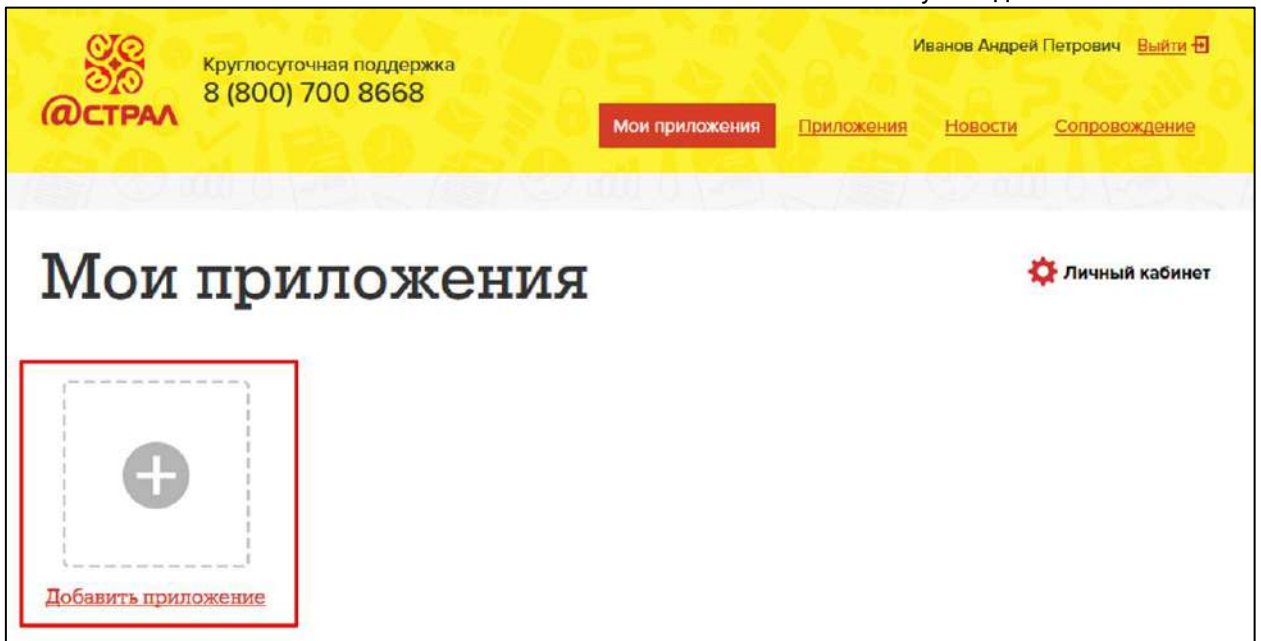 Иванов Андрей Петрович Выйти
Круглосуточная поддержка
8 (800) 700 8668
@СТРАЛ
Мои приложения Приложения Новости Сопровождение
Мои приложения
Личный кабинет
Добавить приложение